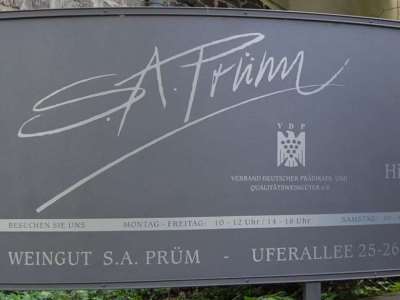 S.A. Prüm
VDP
VERBAND DEUTSCHER PRÄDIKATS- UND
QUALITÄTSWEINGÜTER e.V.
BESUCHEN SIE UNS MONTAG - FREITAG: 10 - 12 Uhr / 14 - 18 Uhr SAMSTAG:
WEINGUT S.A. PRÜM - UFERALLEE 25-26